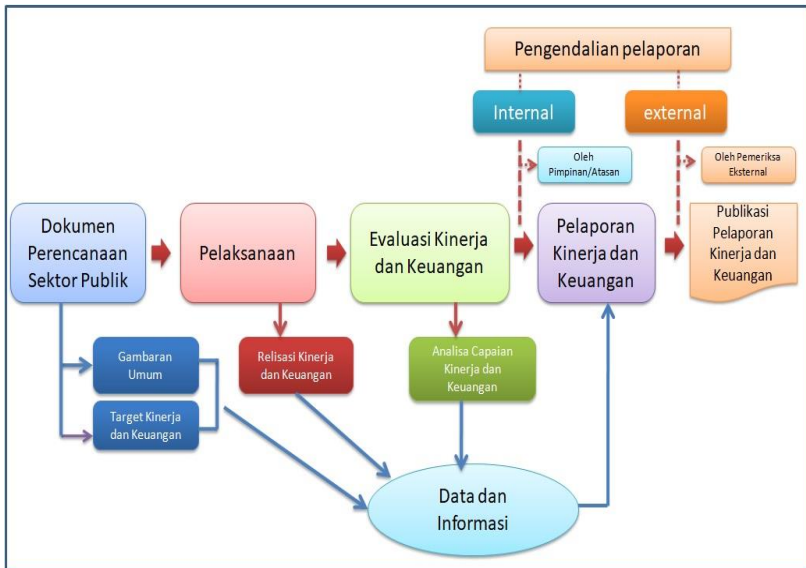 Pengendalian pelaporan
Internal
external
Oleh
Pimpinan/Atasan
Oleh Pemeriksa
Eksternal
Dokumen
Perencanaan
Sektor Publik
Pelaksanaan
Evaluasi Kinerja
dan Keuangan
Pelaporan
Kinerja dan
Keuangan
Publikasi
Pelaporan
Kinerja dan
Keuangan
Gambaran
Umum
Target Kinerja
dan Keuangan
Relisasi Kinerja
dan Keuangan
Analisa Capaian
Kinerja dan
Keuangan
Data dan
Informasi